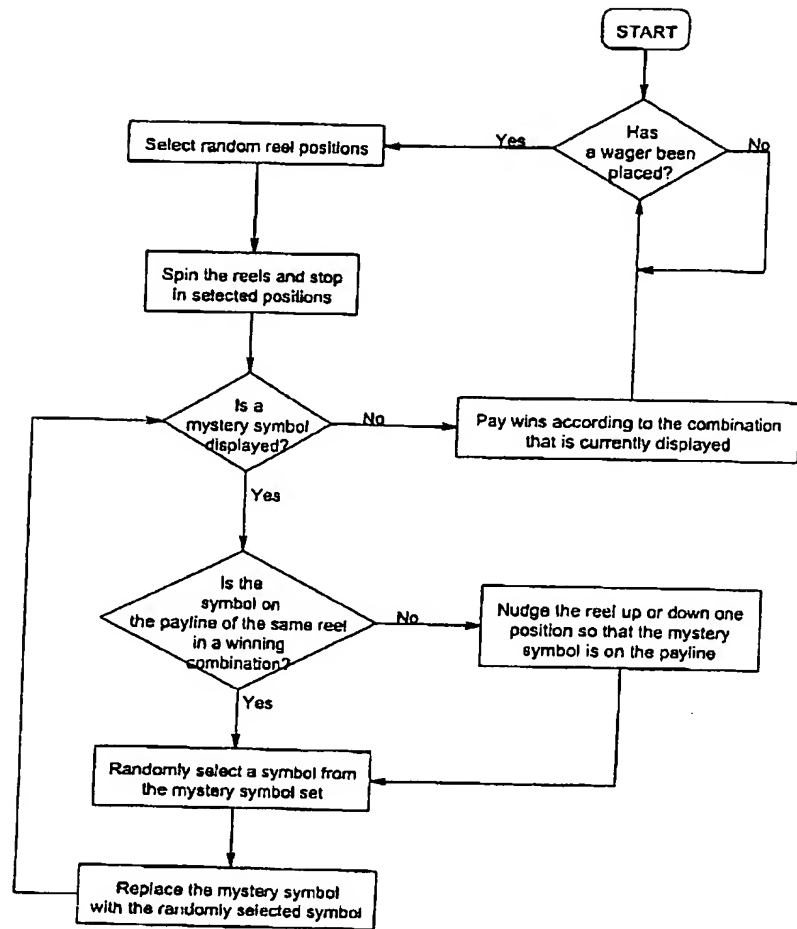 START
Has
a wager been
placed?
No
Yes
Select random reel positions
Spin the reels and stop
in selected positions
Is a
mystery symbol
displayed?
No
Pay wins according to the combination
that is currently displayed
Yes
Is the
symbol on
the payline of the same reel
in a winning
combination?
No
Nudge the reel up or down one
position so that the mystery
symbol is on the payline
Yes
Randomly select a symbol from
the mystery symbol set
Replace the mystery symbol
with the randomly selected symbol